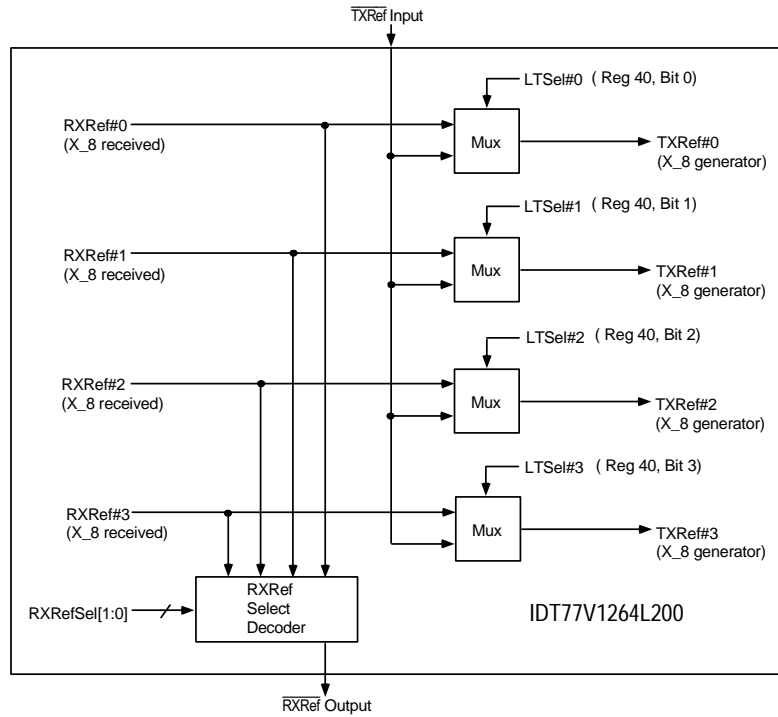 TXRef Input
LTSel#0 ( Reg 40, Bit 0)
RXRef#0
(X_8 received)
Mux
TXRef#0
(X_8 generator)
LTSel#1 ( Reg 40, Bit 1)
RXRef#1
(X_8 received)
Mux
TXRef#1
(X_8 generator)
LTSel#2 ( Reg 40, Bit 2)
RXRef#2
(X_8 received)
Mux
TXRef#2
(X_8 generator)
LTSel#3 ( Reg 40, Bit 3)
RXRef#3
(X_8 received)
Mux
TXRef#3
(X_8 generator)
RXRefSel[1:0]
RXRef
Select
Decoder
IDT77V1264L200
RXRef Output